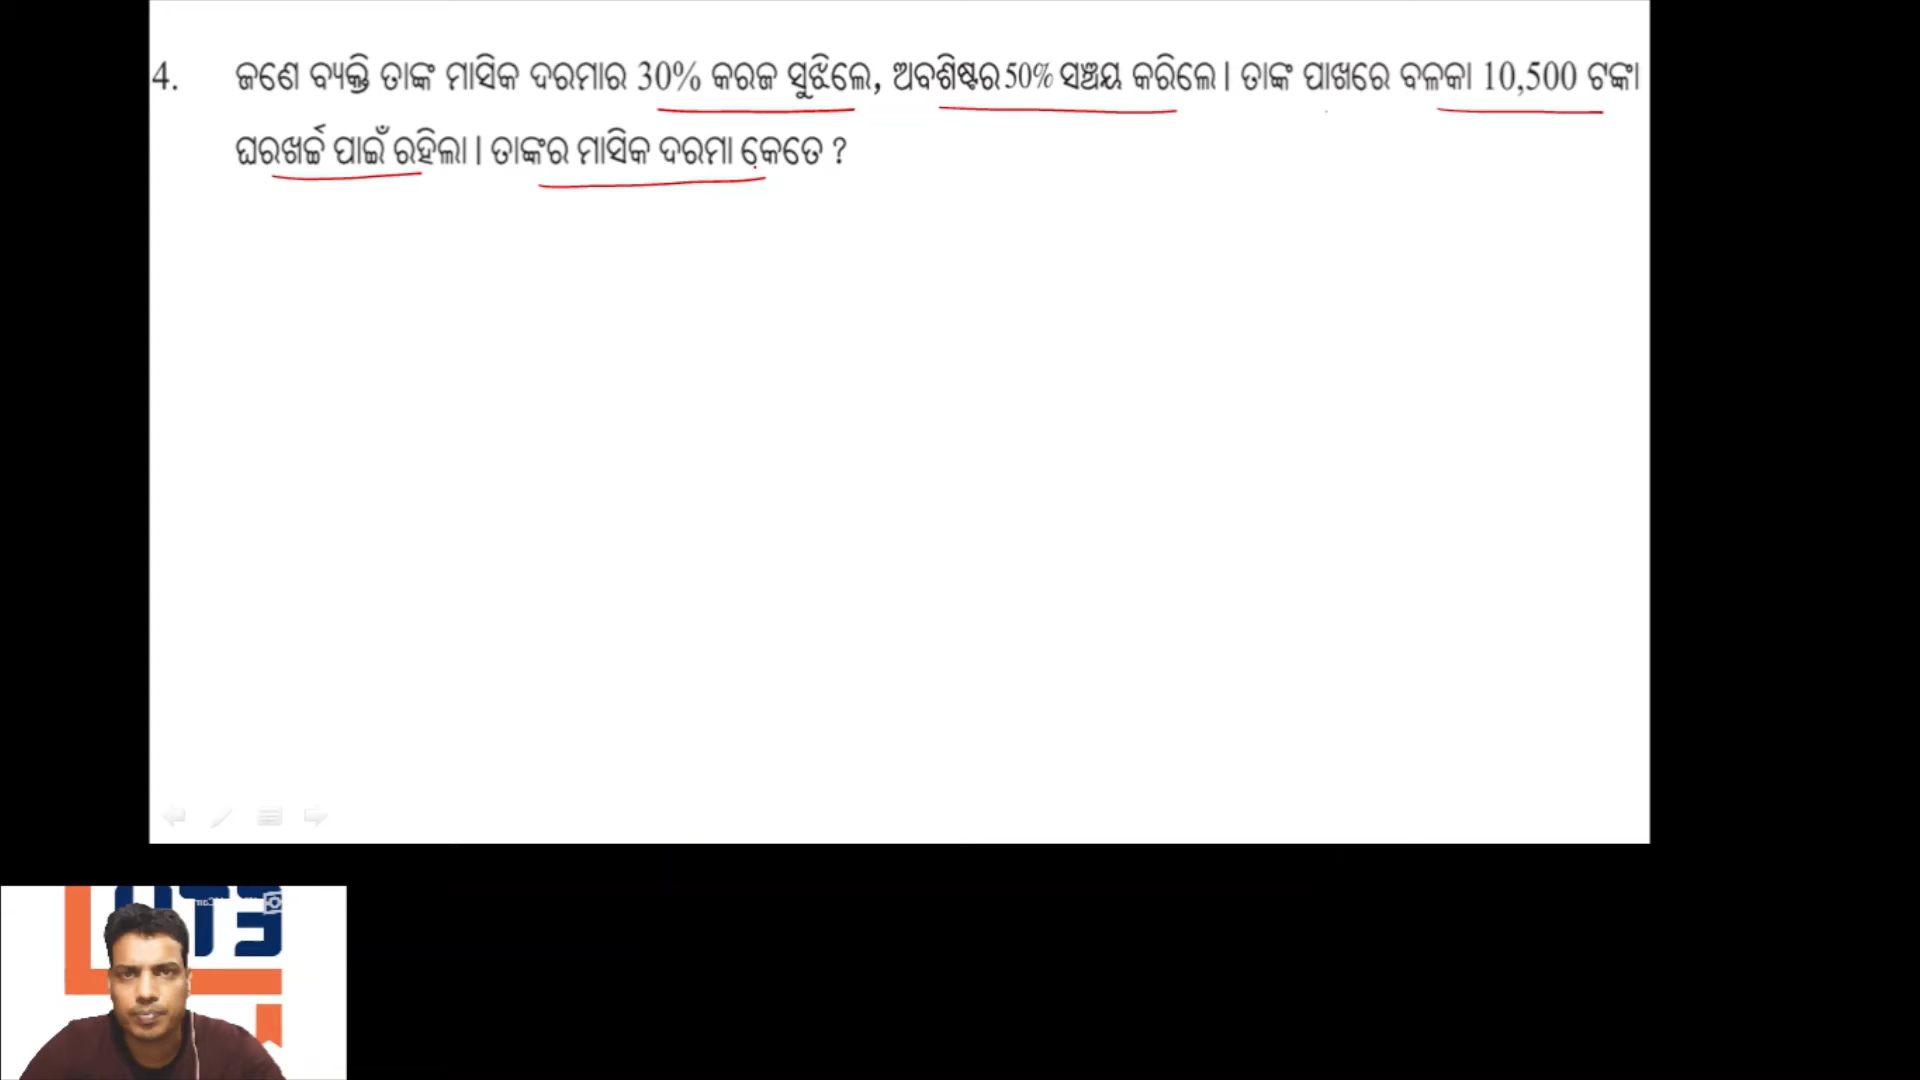 4. ଜଣେ ବ୍ୟକ୍ତି ତାଙ୍କ ମାସିକ ଦରମାର 30% କରଜ ସୁଝିଲେ, ଅବଶିଷ୍ଟର 50% ସଞ୍ଚୟ କରିଲେ। ତାଙ୍କ ପାଖରେ ବଳକା 10,500 ଟଙ୍କା
ଘରଖର୍ଚ୍ଚ ପାଇଁ ରହିଲା। ତାଙ୍କର ମାସିକ ଦରମା କେତେ ?